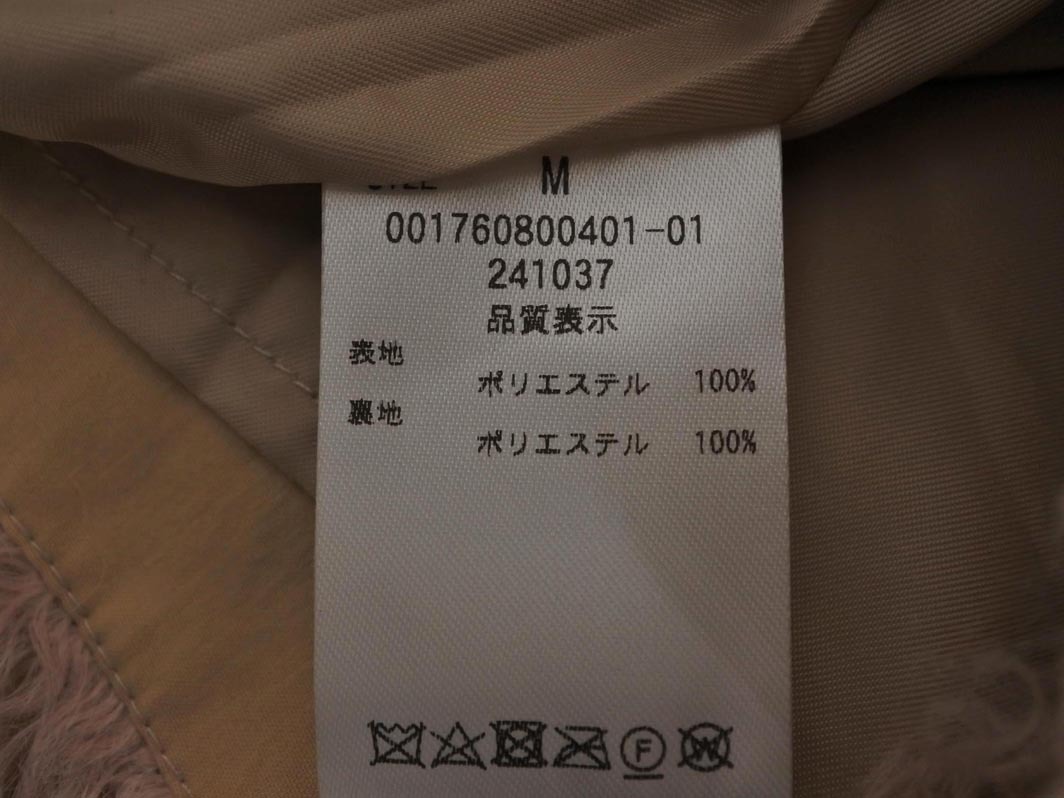 M
001760800401-01
241037
品質表示
表地
ポリエステル 100%
裏地
ポリエステル 100%
F
W